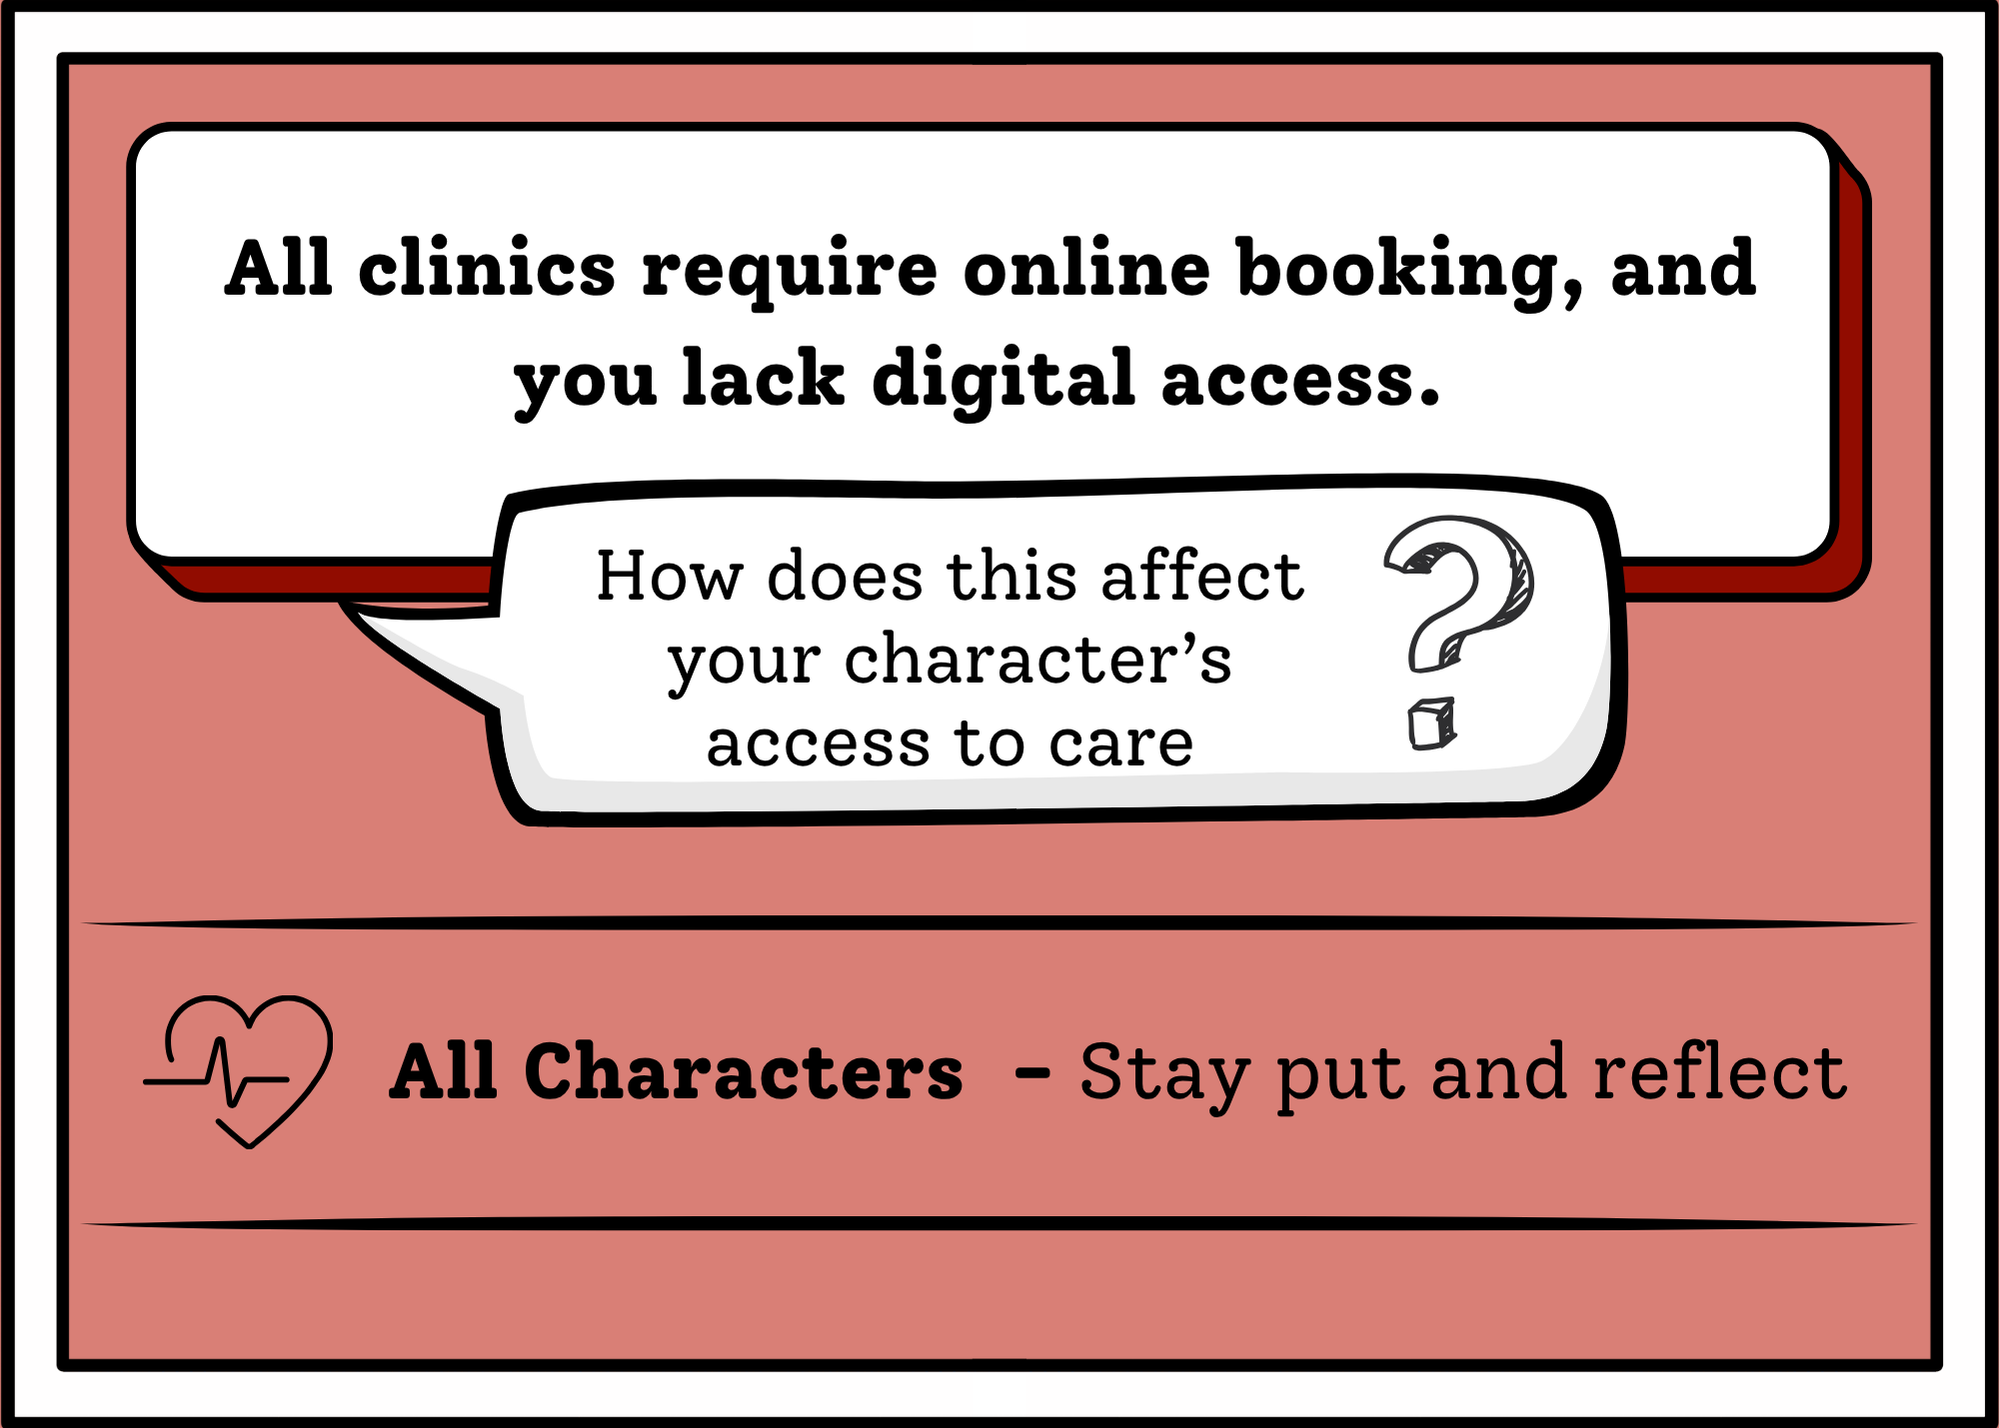 All clinics require online booking, and
you lack digital access.
How does this affect
your character’s
access to care
?
All Characters - Stay put and reflect